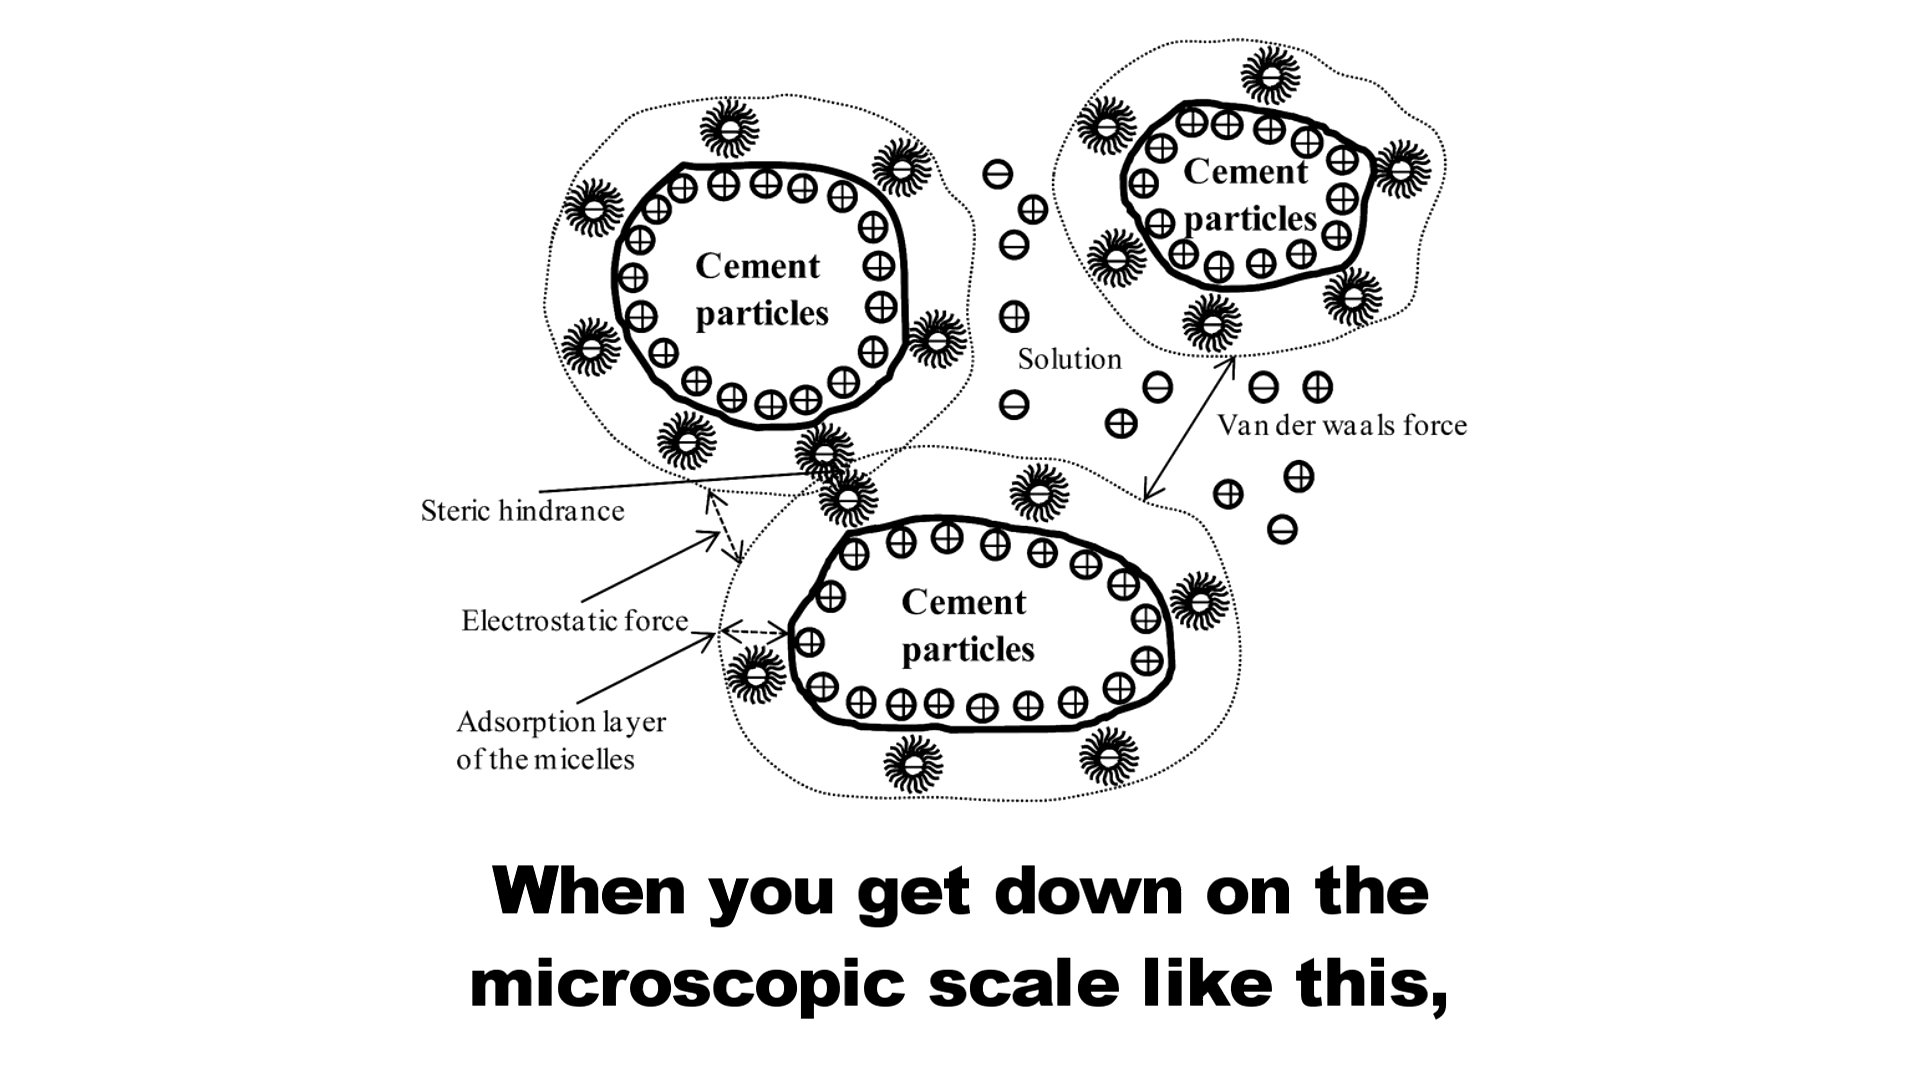 Cement
particles
Cement
particles
Solution
Van der waals force
Steric hindrance
Electrostatic force
Cement
particles
Adsorption layer
of the micelles
When you get down on the
microscopic scale like this,